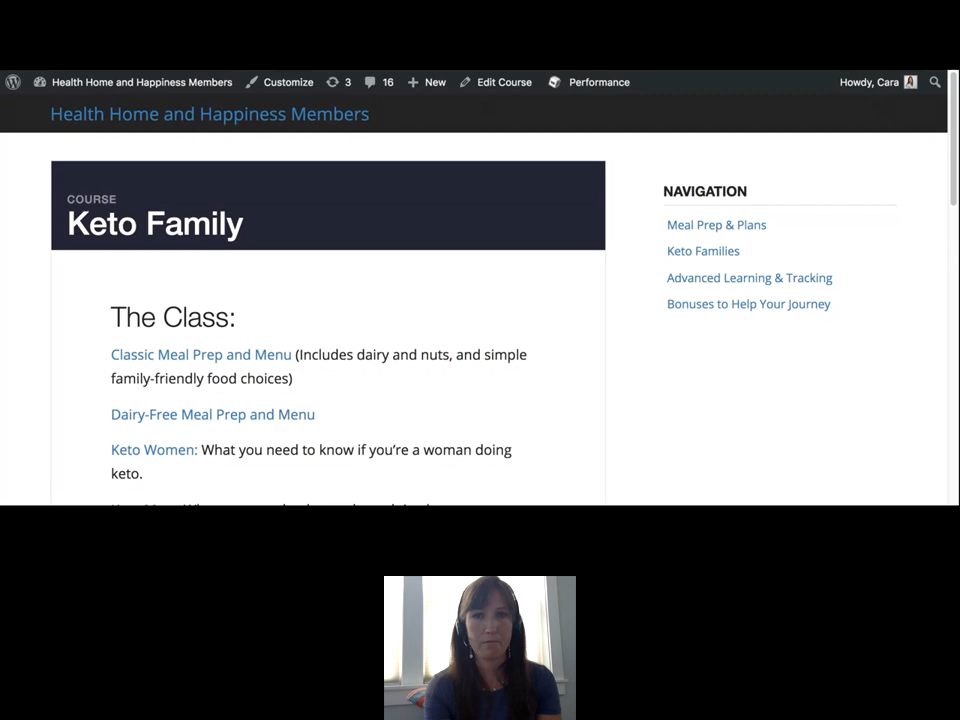 Health Home and Happiness Members Customize 3 16 New Edit Course Performance Howdy, Cara
Health Home and Happiness Members
COURSE
Keto Family
The Class:
Classic Meal Prep and Menu (Includes dairy and nuts, and simple
family-friendly food choices)
Dairy-Free Meal Prep and Menu
Keto Women: What you need to know if you’re a woman doing
keto.
NAVIGATION
Meal Prep & Plans
Keto Families
Advanced Learning & Tracking
Bonuses to Help Your Journey